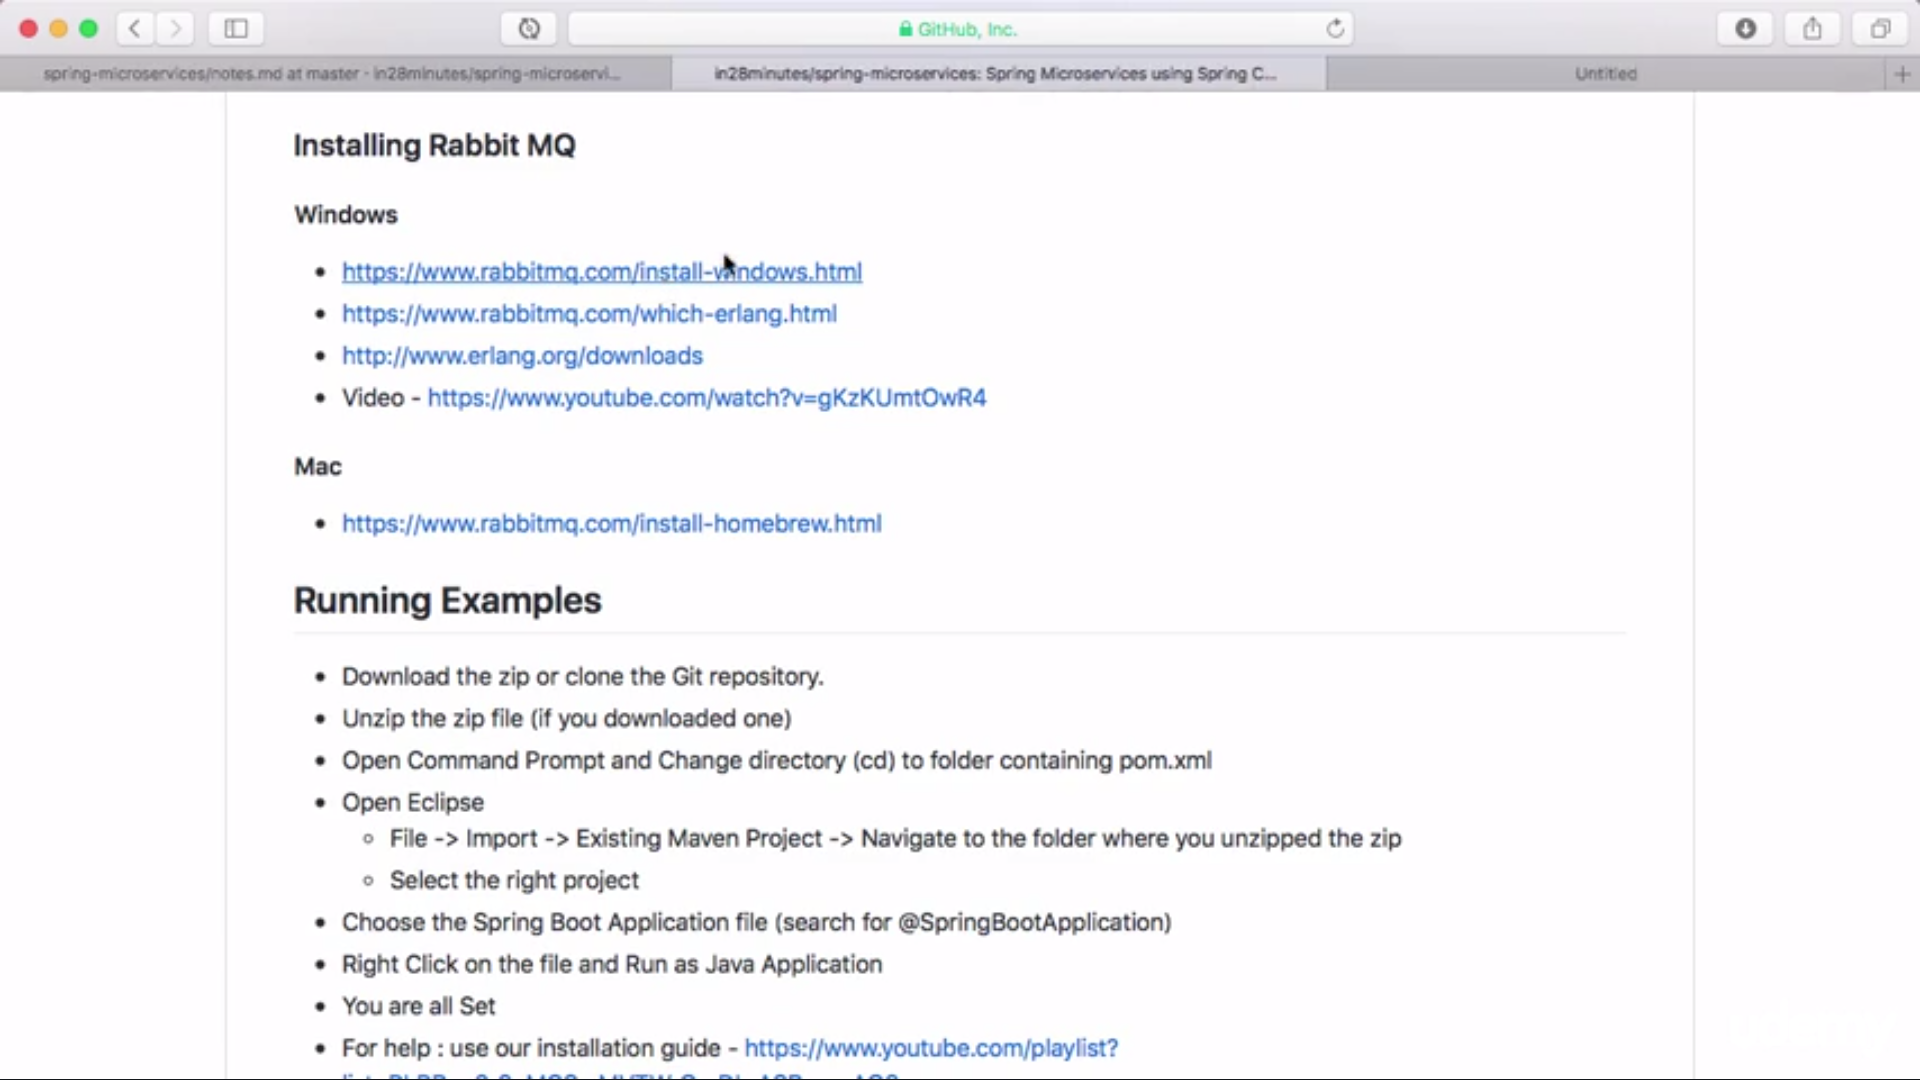 GitHub, Inc.
spring-microservices/notes.md at master - in28minutes/spring-microservi...
in28minutes/spring-microservices: Spring Microservices using Spring C...
Untitled
Installing Rabbit MQ
Windows
• https://www.rabbitmq.com/install-windows.html
• https://www.rabbitmq.com/which-erlang.html
• http://www.erlang.org/downloads
• Video - https://www.youtube.com/watch?v=gKzKUmtOwR4
Mac
• https://www.rabbitmq.com/install-homebrew.html
Running Examples
• Download the zip or clone the Git repository.
• Unzip the zip file (if you downloaded one)
• Open Command Prompt and Change directory (cd) to folder containing pom.xml
• Open Eclipse
◦ File -> Import -> Existing Maven Project -> Navigate to the folder where you unzipped the zip
◦ Select the right project
• Choose the Spring Boot Application file (search for @SpringBootApplication)
• Right Click on the file and Run as Java Application
• You are all Set
• For help : use our installation guide - https://www.youtube.com/playlist?